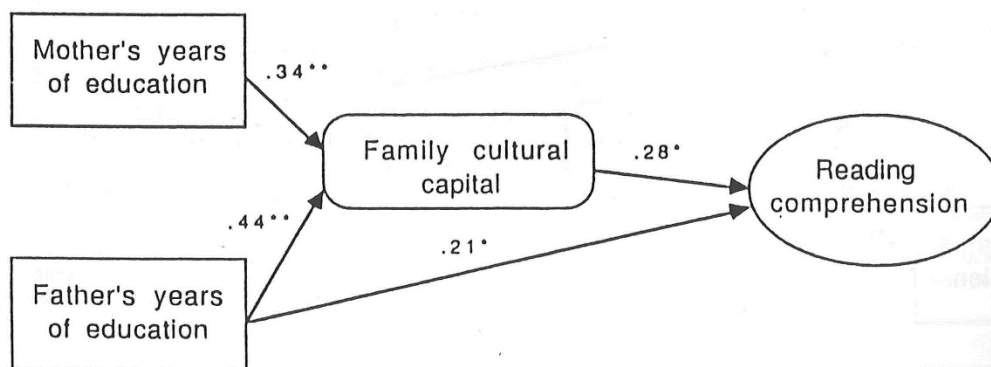 Mother's years
of education
.34**
Family cultural
capital
.28*
Reading
comprehension
.44**
.21*
Father's years
of education